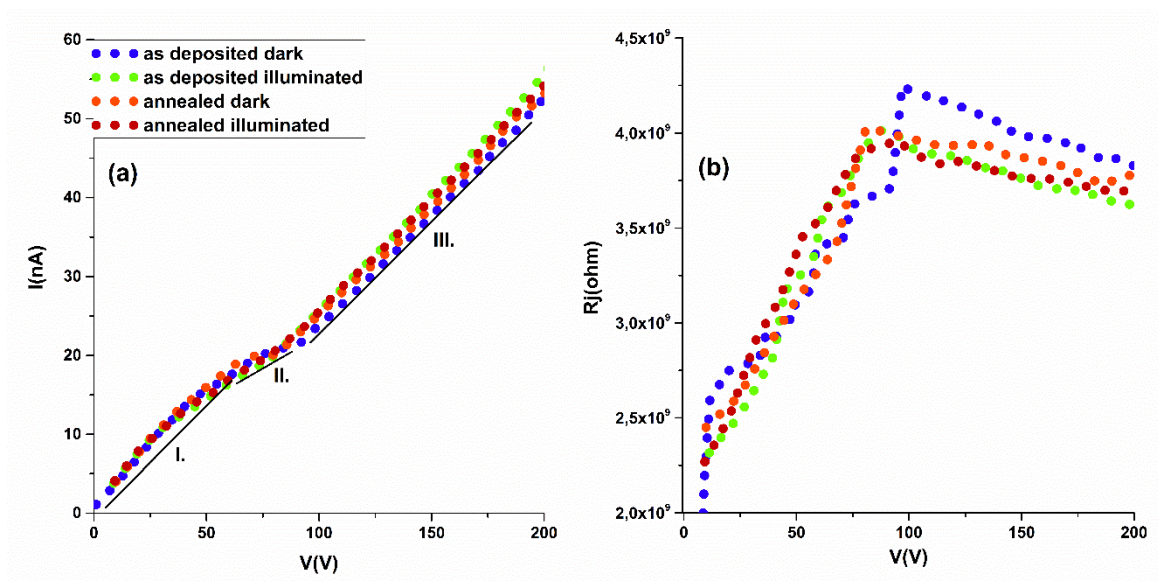 60
50
40
30
20
10
0
I(nA)
as deposited dark
as deposited illuminated
annealed dark
annealed illuminated
(a)
I.
II.
III.
0
50
100
150
200
V(V)
4,5x10⁹
4,0x10⁹
3,5x10⁹
3,0x10⁹
2,5x10⁹
2,0x10⁹
Rj(ohm)
(b)
0
50
100
150
200
V(V)